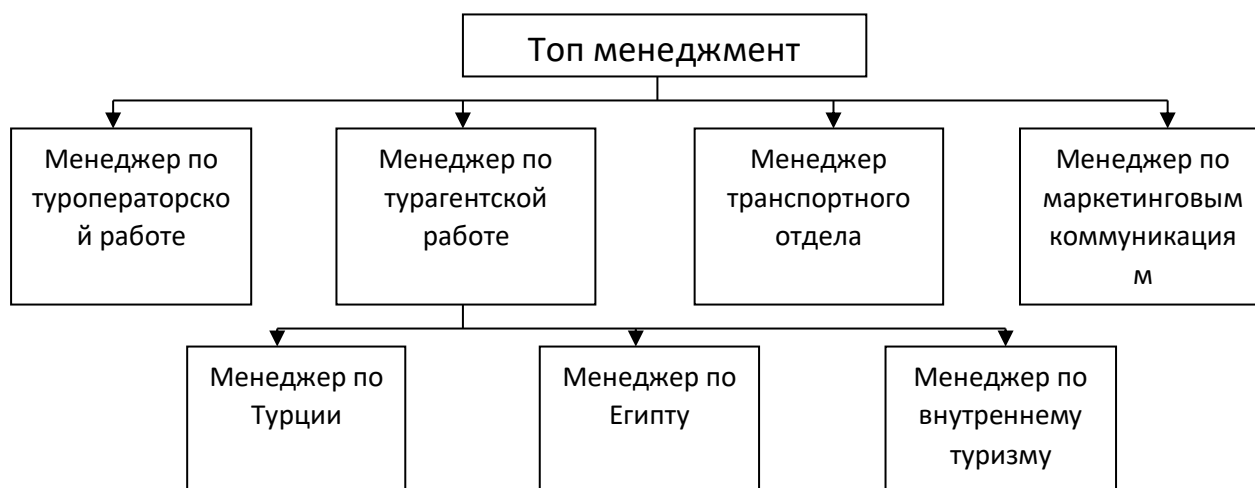 Топ менеджмент
Менеджер по
туроператорско
й работе
Менеджер по
турагентской
работе
Менеджер
транспортного
отдела
Менеджер по
маркетинговым
коммуникация
м
Менеджер по
Турции
Менеджер по
Египту
Менеджер по
внутреннему
туризму